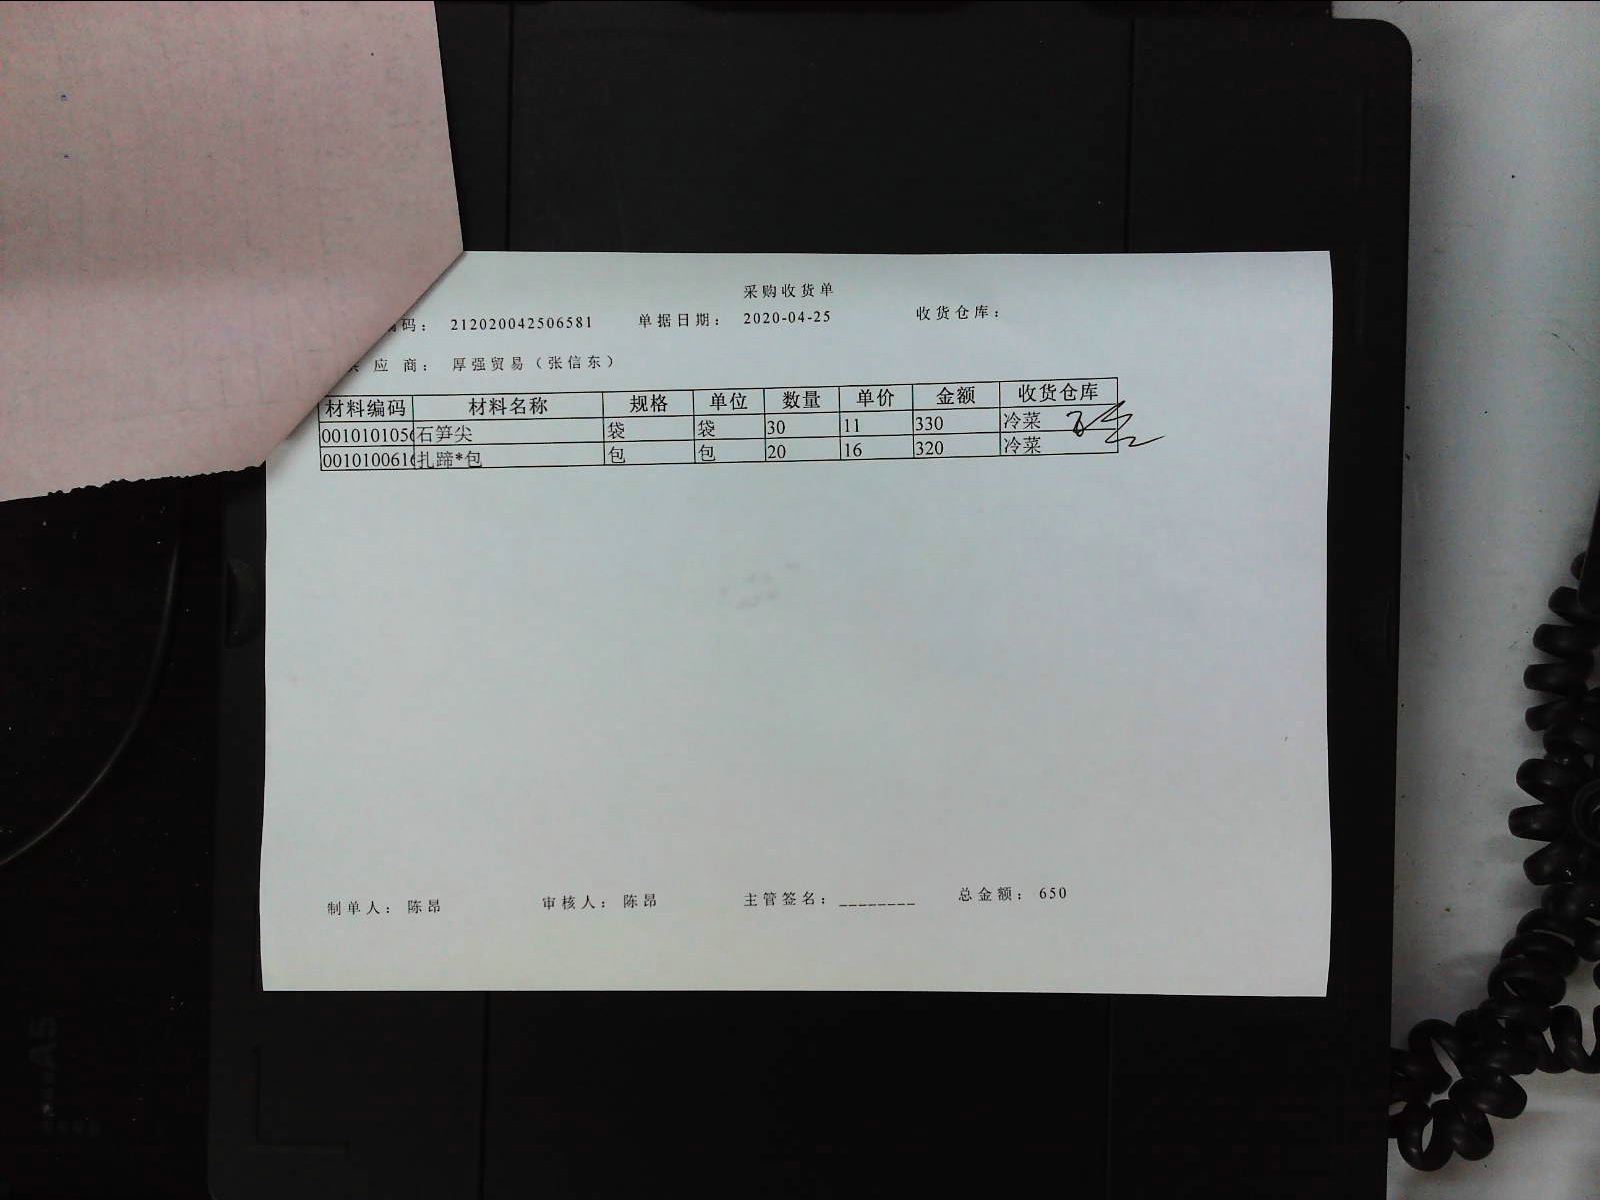 采购收货单
码： 212020042506581 单据日期： 2020-04-25 收货仓库：
应 商： 厚强贸易（张信东）
材料编码 材料名称 规格 单位 数量 单价 金额 收货仓库
0010101056 石笋尖 袋 袋 30 11 330 冷菜
0010100616 扎蹄*包 包 包 20 16 320 冷菜
制单人： 陈昂 审核人： 陈昂 主管签名：________ 总金额： 650
A5